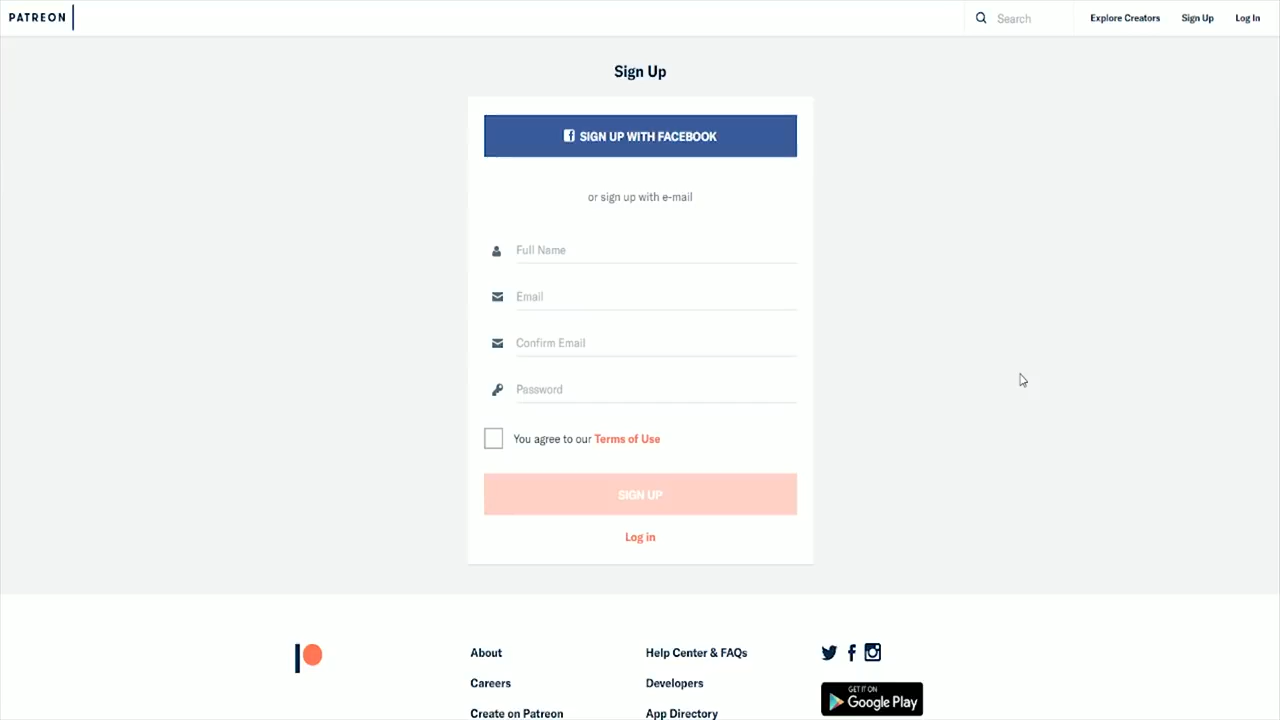 PATREON
Search
Explore Creators
Sign Up
Log In
Sign Up
SIGN UP WITH FACEBOOK
or sign up with e-mail
Full Name
Email
Confirm Email
Password
You agree to our Terms of Use
SIGN UP
Log in
About
Help Center & FAQs
Careers
Developers
GET IT ON
Google Play
Create on Patreon
App Directory